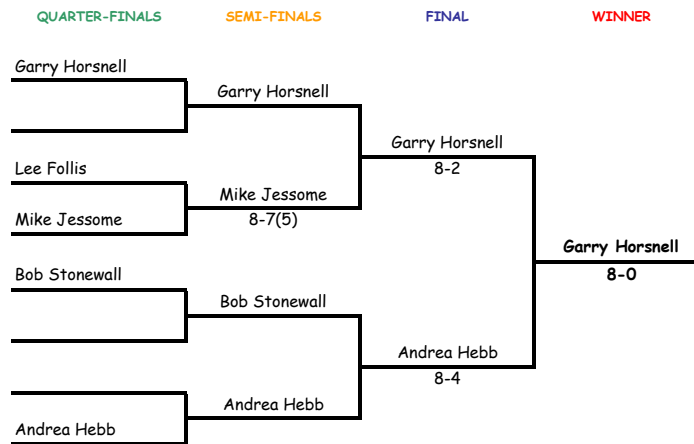 QUARTER-FINALS SEMI-FINALS FINAL WINNER
Garry Horsnell
Garry Horsnell
Garry Horsnell
8-2
Lee Follis
Mike Jessome
8-7(5)
Mike Jessome
Garry Horsnell
8-0
Bob Stonewall
Bob Stonewall
Andrea Hebb
8-4
Andrea Hebb
Andrea Hebb